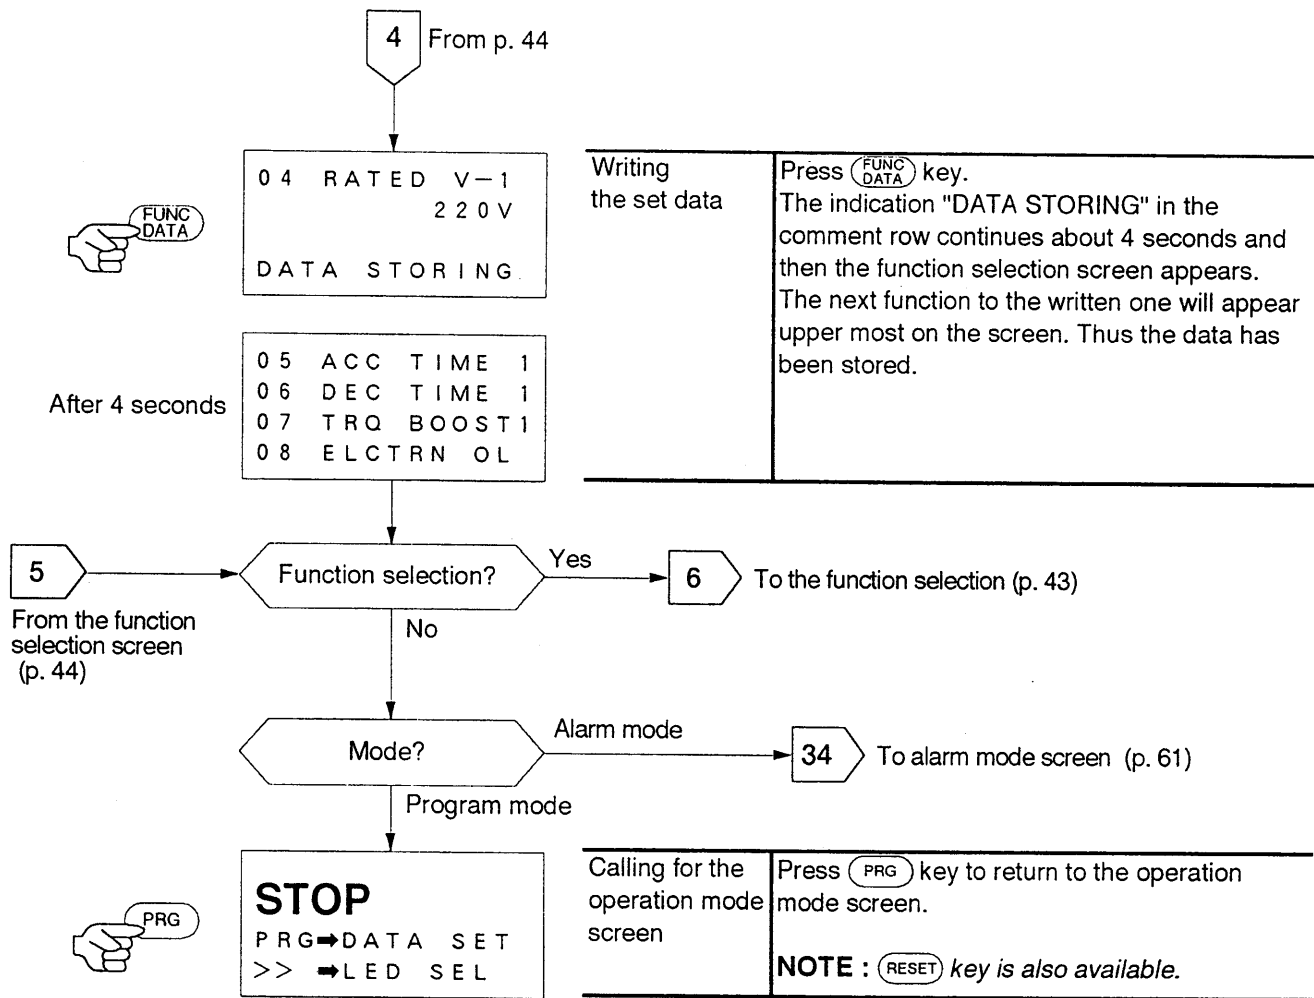 4 From p. 44
04 RATED V-1
220V
DATA STORING
FUNC
DATA
Writing
the set data
Press FUNC DATA key.
The indication "DATA STORING" in the
comment row continues about 4 seconds and
then the function selection screen appears.
The next function to the written one will appear
upper most on the screen. Thus the data has
been stored.
After 4 seconds
05 ACC TIME 1
06 DEC TIME 1
07 TRQ BOOST1
08 ELCTRN OL
5
From the function
selection screen
(p. 44)
Function selection?
Yes
6 To the function selection (p. 43)
No
Mode?
Alarm mode
34 To alarm mode screen (p. 61)
Program mode
PRG
STOP
PRG➡DATA SET
>> ➡LED SEL
Calling for the
operation mode
screen
Press PRG key to return to the operation
mode screen.
NOTE : RESET key is also available.